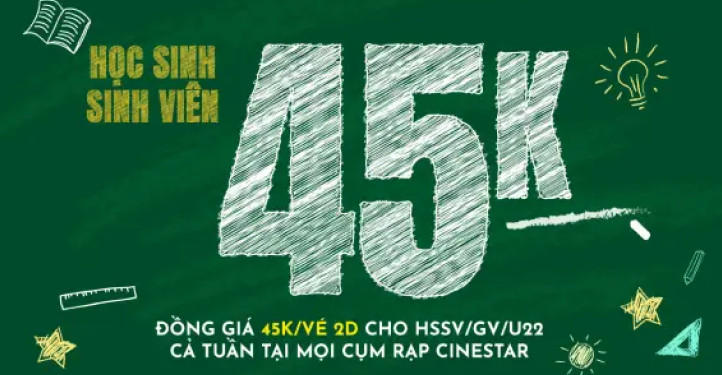 HỌC SINH
SINH VIÊN
45K
ĐỒNG GIÁ 45K/VÉ 2D CHO HSSV/GV/U22
CẢ TUẦN TẠI MỌI CỤM RẠP CINESTAR